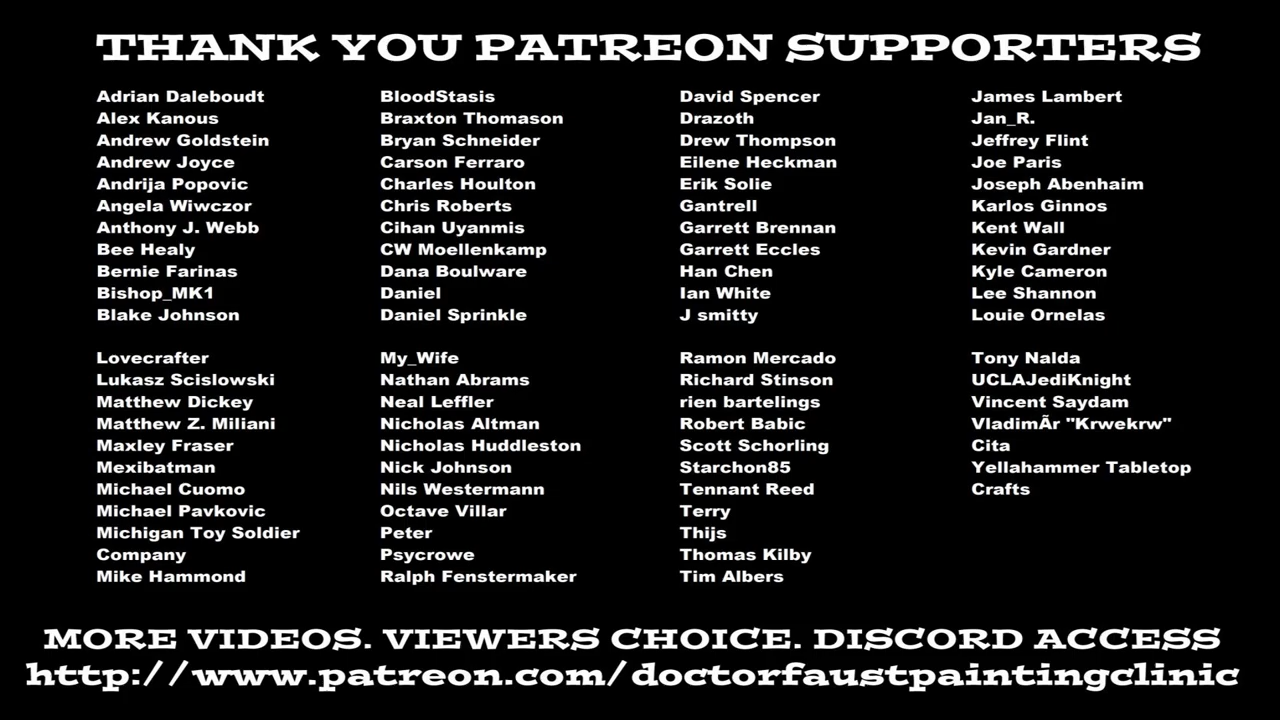 THANK YOU PATREON SUPPORTERS
Adrian Daleboudt
Alex Kanous
Andrew Goldstein
Andrew Joyce
Andrija Popovic
Angela Wiwczor
Anthony J. Webb
Bee Healy
Bernie Farinas
Bishop_MK1
Blake Johnson
BloodStasis
Braxton Thomason
Bryan Schneider
Carson Ferraro
Charles Houlton
Chris Roberts
Cihan Uyanmis
CW Moellenkamp
Dana Boulware
Daniel
Daniel Sprinkle
David Spencer
Drazoth
Drew Thompson
Eilene Heckman
Erik Solie
Gantrell
Garrett Brennan
Garrett Eccles
Han Chen
Ian White
J smitty
James Lambert
Jan_R.
Jeffrey Flint
Joe Paris
Joseph Abenhaim
Karlos Ginnos
Kent Wall
Kevin Gardner
Kyle Cameron
Lee Shannon
Louie Ornelas
Lovecrafter
Lukasz Scislowski
Matthew Dickey
Matthew Z. Miliani
Maxley Fraser
Mexibatman
Michael Cuomo
Michael Pavkovic
Michigan Toy Soldier
Company
Mike Hammond
My_Wife
Nathan Abrams
Neal Leffler
Nicholas Altman
Nicholas Huddleston
Nick Johnson
Nils Westermann
Octave Villar
Peter
Psycrowe
Ralph Fenstermaker
Ramon Mercado
Richard Stinson
rien bartelings
Robert Babic
Scott Schorling
Starchon85
Tennant Reed
Terry
Thijs
Thomas Kilby
Tim Albers
Tony Nalda
UCLAJediKnight
Vincent Saydam
VladimÃr "Krwekrw"
Cita
Yellahammer Tabletop
Crafts
MORE VIDEOS. VIEWERS CHOICE. DISCORD ACCESS
http://www.patreon.com/doctorfaustpaintingclinic